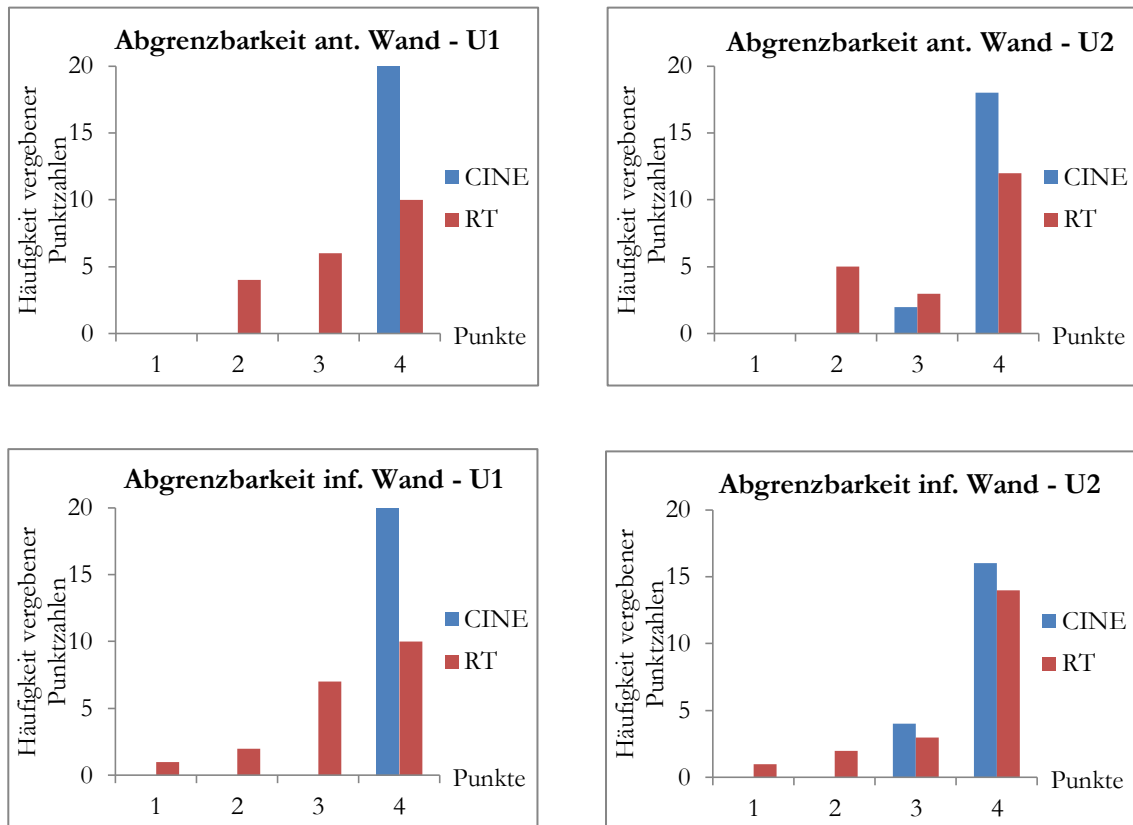 Abgrenzbarkeit ant. Wand - U1
Häufigkeit vergebener
Punktzahlen
20
15
10
5
0
1 2 3 4
Punkte
CINE
RT
Abgrenzbarkeit ant. Wand - U2
Häufigkeit vergebener
Punktzahlen
20
15
10
5
0
1 2 3 4
Punkte
CINE
RT
Abgrenzbarkeit inf. Wand - U1
Häufigkeit vergebener
Punktzahlen
20
15
10
5
0
1 2 3 4
Punkte
CINE
RT
Abgrenzbarkeit inf. Wand - U2
Häufigkeit vergebener
Punktzahlen
20
15
10
5
0
1 2 3 4
Punkte
CINE
RT